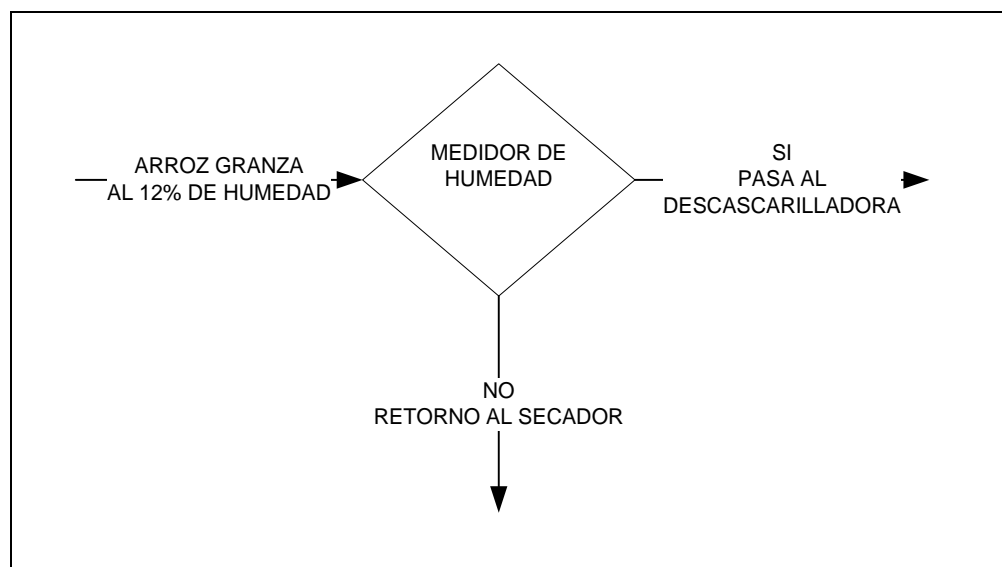 ARROZ GRANZA
AL 12% DE HUMEDAD
MEDIDOR DE
HUMEDAD
SI
PASA AL
DESCASCARILLADORA
NO
RETORNO AL SECADOR